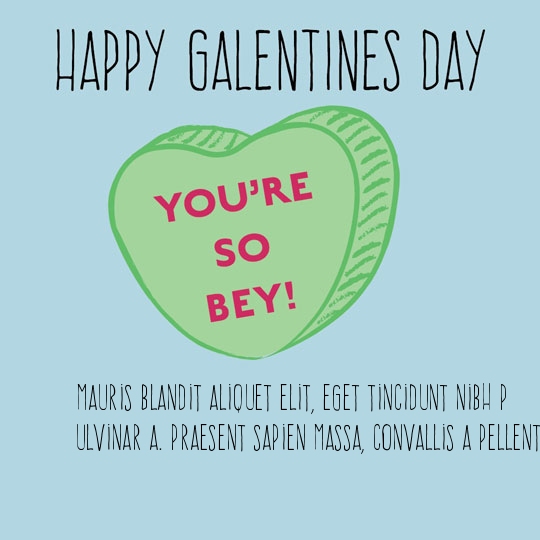 HAPPY GALENTINES DAY
YOU'RE
SO
BEY!
MAURIS BLANDIT ALIQUET ELIT, EGET TINCIDUNT NIBH P
ULVINAR A. PRAESENT SAPIEN MASSA, CONVALLIS A PELLENT